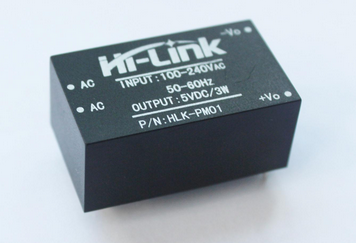 Hi-Link
-Vo
AC
INPUT: 100-240VAC
50-60Hz
AC
OUTPUT: 5VDC/3W
+Vo
P/N: HLK-PM01